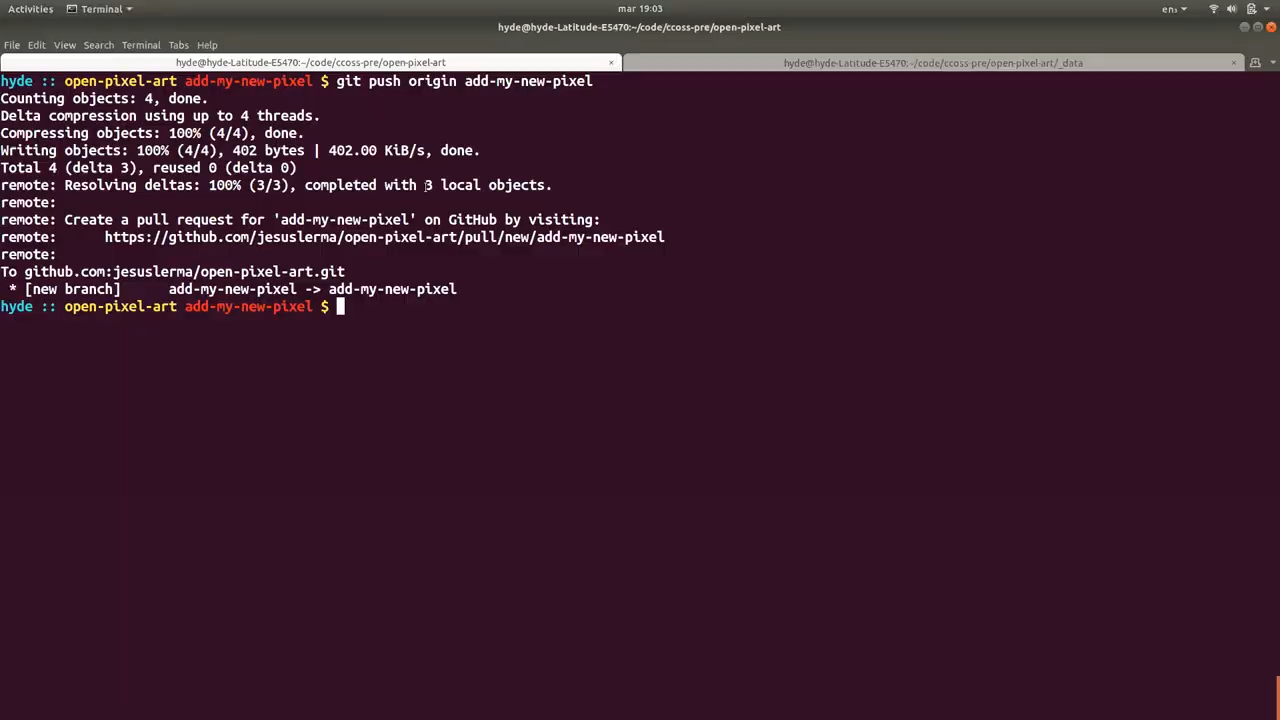 Activities Terminal mar 19:03 en₅
hyde@hyde-Latitude-E5470:~/code/ccoss-pre/open-pixel-art
File Edit View Search Terminal Tabs Help
hyde@hyde-Latitude-E5470:~/code/ccoss-pre/open-pixel-art × hyde@hyde-Latitude-E5470:~/code/ccoss-pre/open-pixel-art/_data ×
hyde :: open-pixel-art add-my-new-pixel $ git push origin add-my-new-pixel
Counting objects: 4, done.
Delta compression using up to 4 threads.
Compressing objects: 100% (4/4), done.
Writing objects: 100% (4/4), 402 bytes | 402.00 KiB/s, done.
Total 4 (delta 3), reused 0 (delta 0)
remote: Resolving deltas: 100% (3/3), completed with 3 local objects.
remote:
remote: Create a pull request for 'add-my-new-pixel' on GitHub by visiting:
remote:      https://github.com/jesuslerma/open-pixel-art/pull/new/add-my-new-pixel
remote:
To github.com:jesuslerma/open-pixel-art.git
 * [new branch]      add-my-new-pixel -> add-my-new-pixel
hyde :: open-pixel-art add-my-new-pixel $